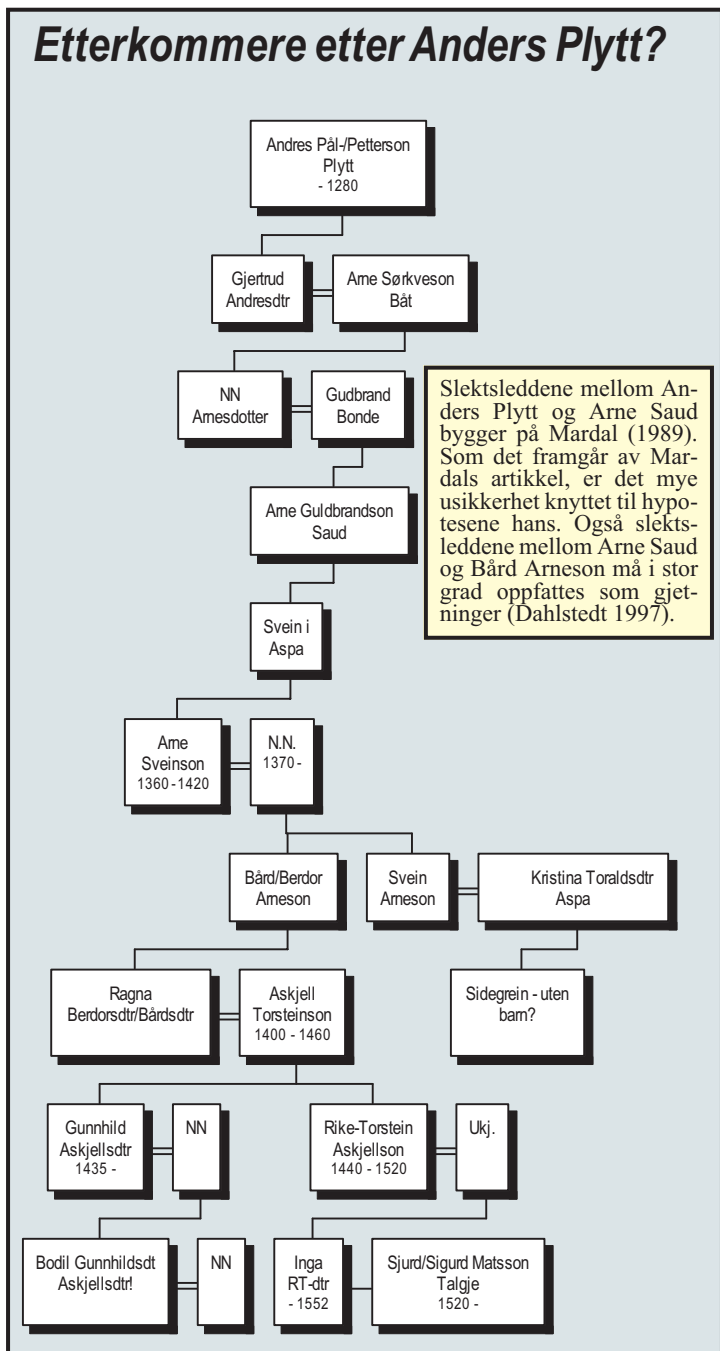 Etterkommere etter Anders Plytt?
Andres Pål-/Petterson
Plytt
- 1280
Gjertrud
Andresdtr
Arne Sørkveson
Båt
NN
Arnesdotter
Gudbrand
Bonde
Slektsleddene mellom An-
ders Plytt og Arne Saud
bygger på Mardal (1989).
Som det framgår av Mar-
dals artikkel, er det mye
usikkerhet knyttet til hypo-
tesene hans. Også slekts-
leddene mellom Arne Saud
og Bård Arneson må i stor
grad oppfattes som gjet-
ninger (Dahlstedt 1997).
Arne Guldbrandson
Saud
Svein i
Aspa
Arne
Sveinson
1360 - 1420
N.N.
1370 -
Bård/Berdor
Arneson
Svein
Arneson
Kristina Toraldsdtr
Aspa
Ragna
Berdorsdtr/Bårdsdtr
Askjell
Torsteinson
1400 - 1460
Sidegrein - uten
barn?
Gunnhild
Askjellsdtr
1435 -
NN
Rike-Torstein
Askjellson
1440 - 1520
Ukj.
Bodil Gunnhildsdt
Askjellsdtr!
NN
Inga
RT-dtr
- 1552
Sjurd/Sigurd Matsson
Talgje
1520 -